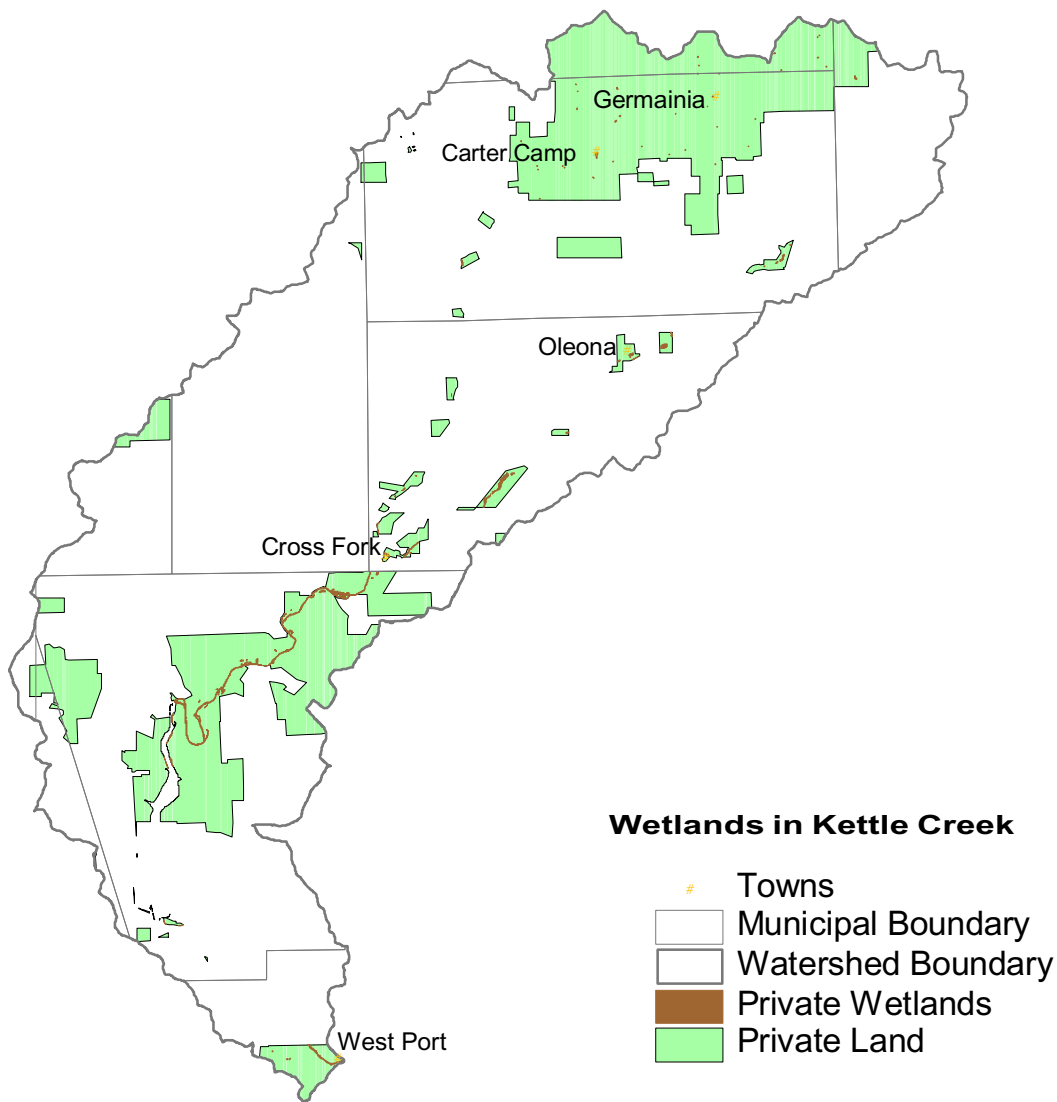 Germainia
Carter Camp
Oleona
Cross Fork
Wetlands in Kettle Creek
# Towns
Municipal Boundary
Watershed Boundary
Private Wetlands
Private Land
West Port